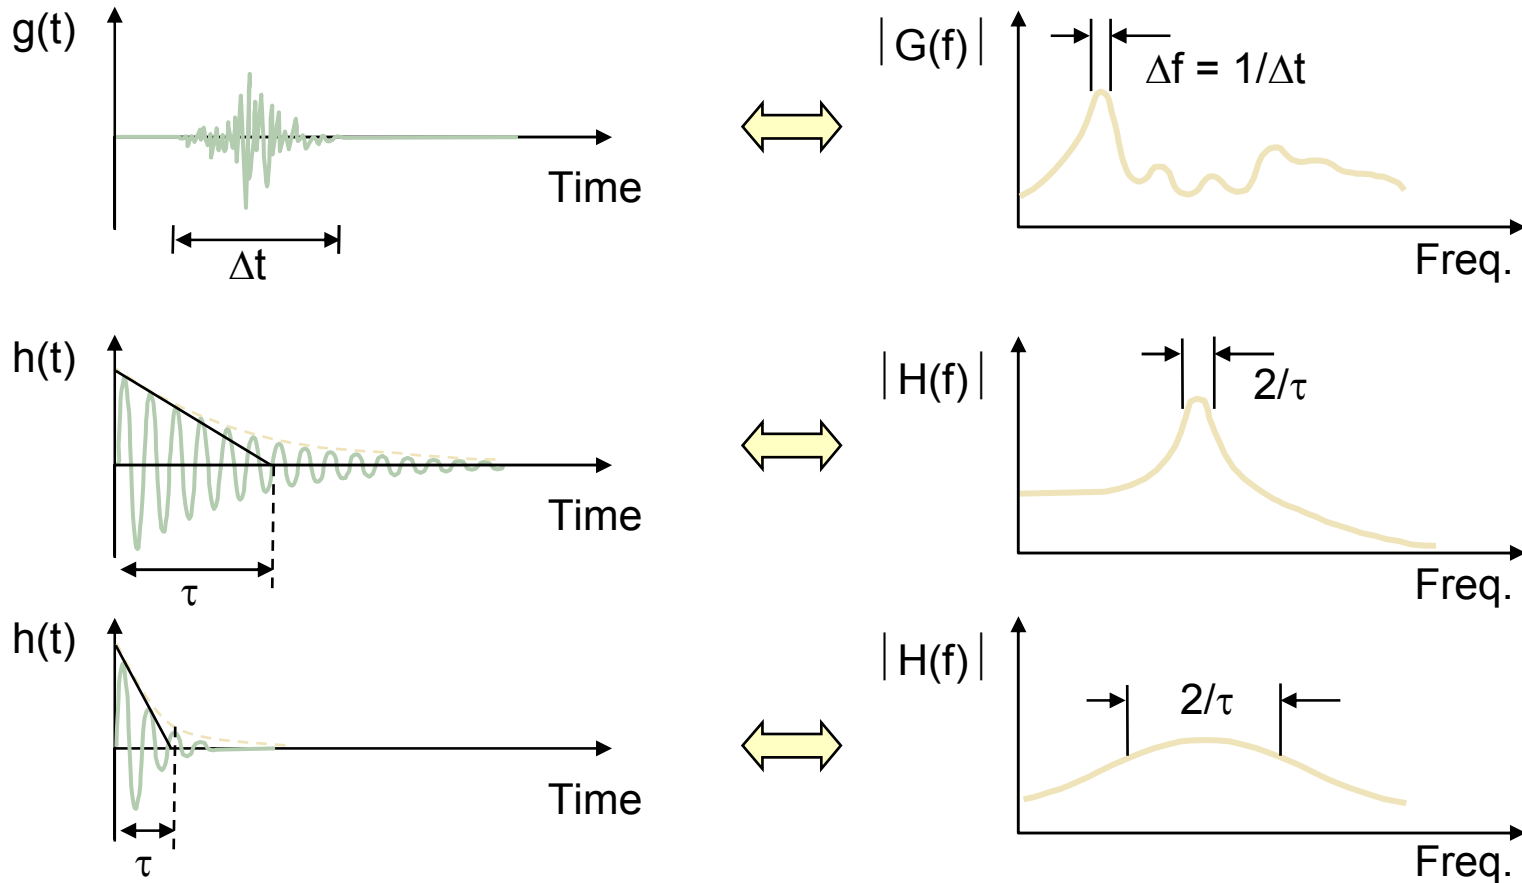 g(t)
Time
Δt
|G(f)|
Δf = 1/Δt
Freq.
h(t)
Time
τ
|H(f)|
2/τ
Freq.
h(t)
Time
τ
|H(f)|
2/τ
Freq.